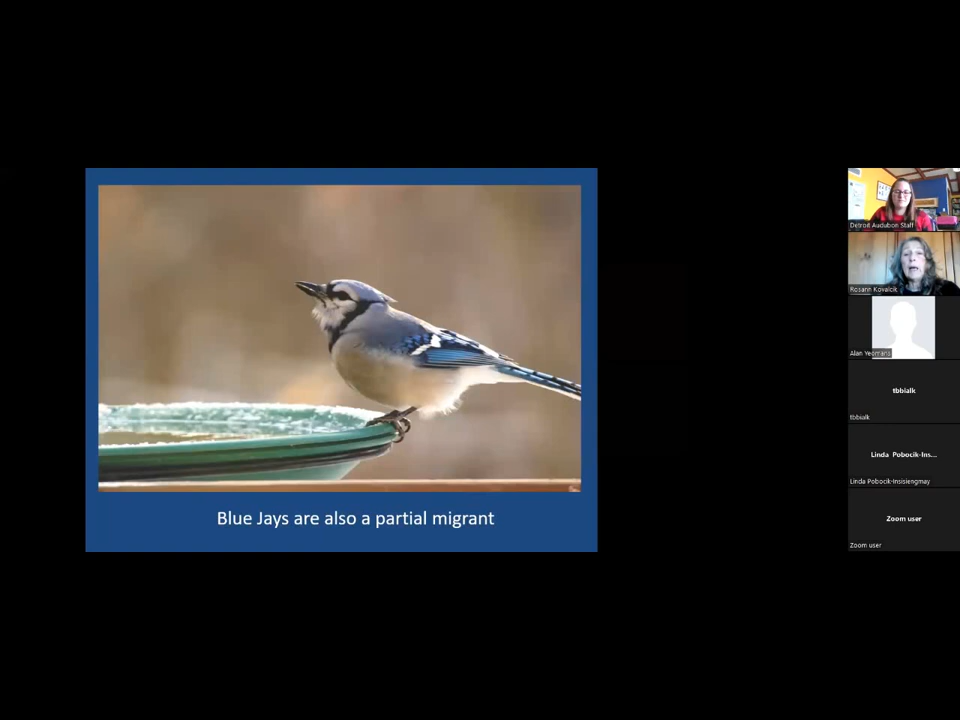 Blue Jays are also a partial migrant
Detroit Audubon Staff
Rosann Kovalcik
Alan Yeomans
tbbialk
tbbialk
Linda Pobocik-Ins...
Linda Pobocik-Insisiengmay
Zoom user
Zoom user